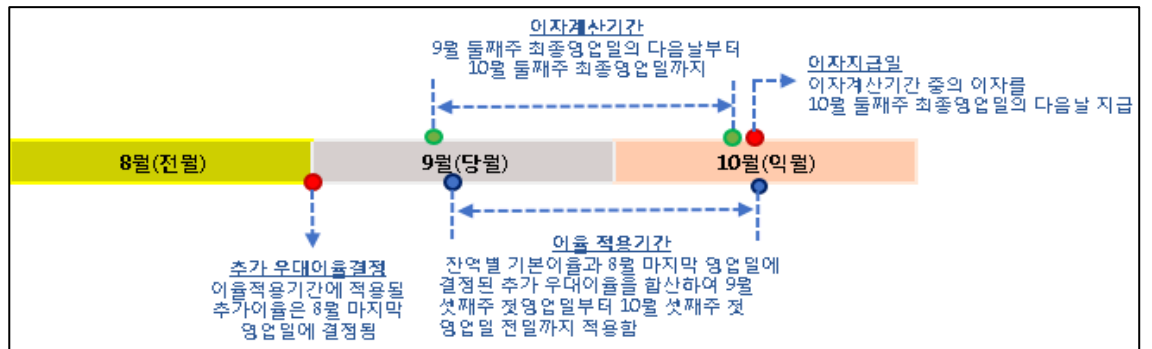 이자계산기간
9월 둘째주 최종영업일의 다음날부터
10월 둘째주 최종영업일까지
이자지급일
이자계산기간 중의 이자를
10월 둘째주 최종영업일의 다음날 지급
8월(전월)
9월(당월)
10월(익월)
추가 우대이율결정
이율적용기간에 적용될
추가이율은 8월 마지막
영업일에 결정됨
이율 적용기간
잔액별 기본이율과 8월 마지막 영업일에
결정된 추가 우대이율을 합산하여 9월
셋째주 첫영업일부터 10월 셋째주 첫
영업일 전일까지 적용함